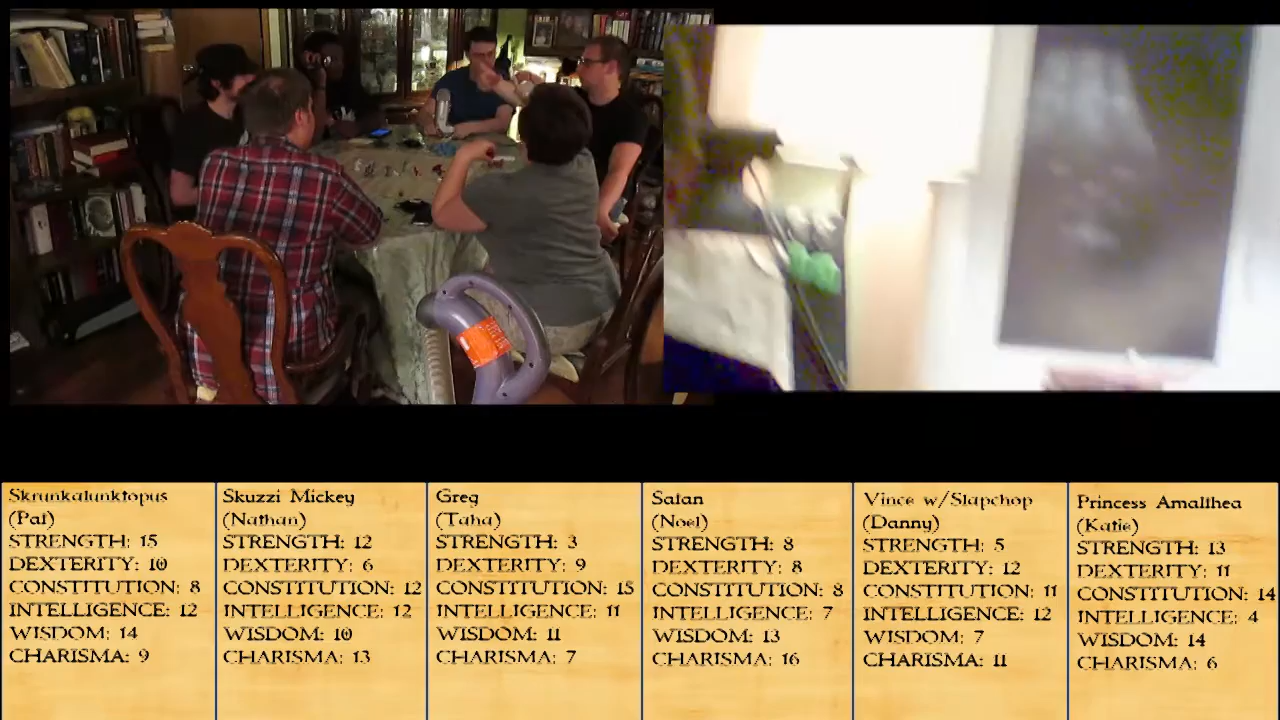 Skrunkalunktopus
(Pat)
STRENGTH: 15
DEXTERITY: 10
CONSTITUTION: 8
INTELLIGENCE: 12
WISDOM: 14
CHARISMA: 9
Skuzzi Mickey
(Nathan)
STRENGTH: 12
DEXTERITY: 6
CONSTITUTION: 12
INTELLIGENCE: 12
WISDOM: 10
CHARISMA: 13
Greg
(Taha)
STRENGTH: 3
DEXTERITY: 9
CONSTITUTION: 15
INTELLIGENCE: 11
WISDOM: 11
CHARISMA: 7
Satan
(Noel)
STRENGTH: 8
DEXTERITY: 8
CONSTITUTION: 8
INTELLIGENCE: 7
WISDOM: 13
CHARISMA: 16
Vince w/Slapchop
(Danny)
STRENGTH: 5
DEXTERITY: 12
CONSTITUTION: 11
INTELLIGENCE: 12
WISDOM: 7
CHARISMA: 11
Princess Amalthea
(Katie)
STRENGTH: 13
DEXTERITY: 11
CONSTITUTION: 14
INTELLIGENCE: 4
WISDOM: 14
CHARISMA: 6